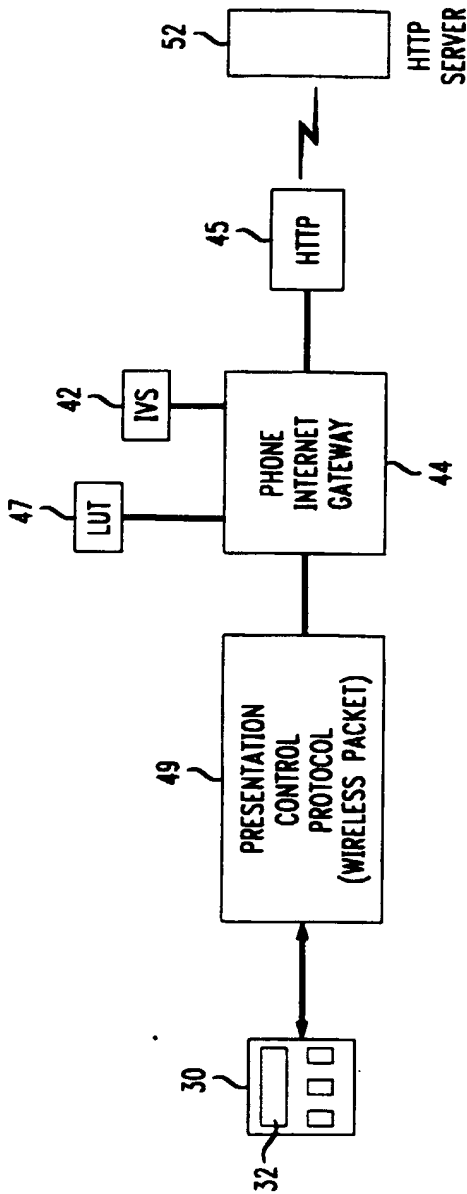 30
32
49
PRESENTATION
CONTROL
PROTOCOL
(WIRELESS PACKET)
47
LUT
42
IVS
PHONE
INTERNET
GATEWAY
44
45
HTTP
52
HTTP
SERVER